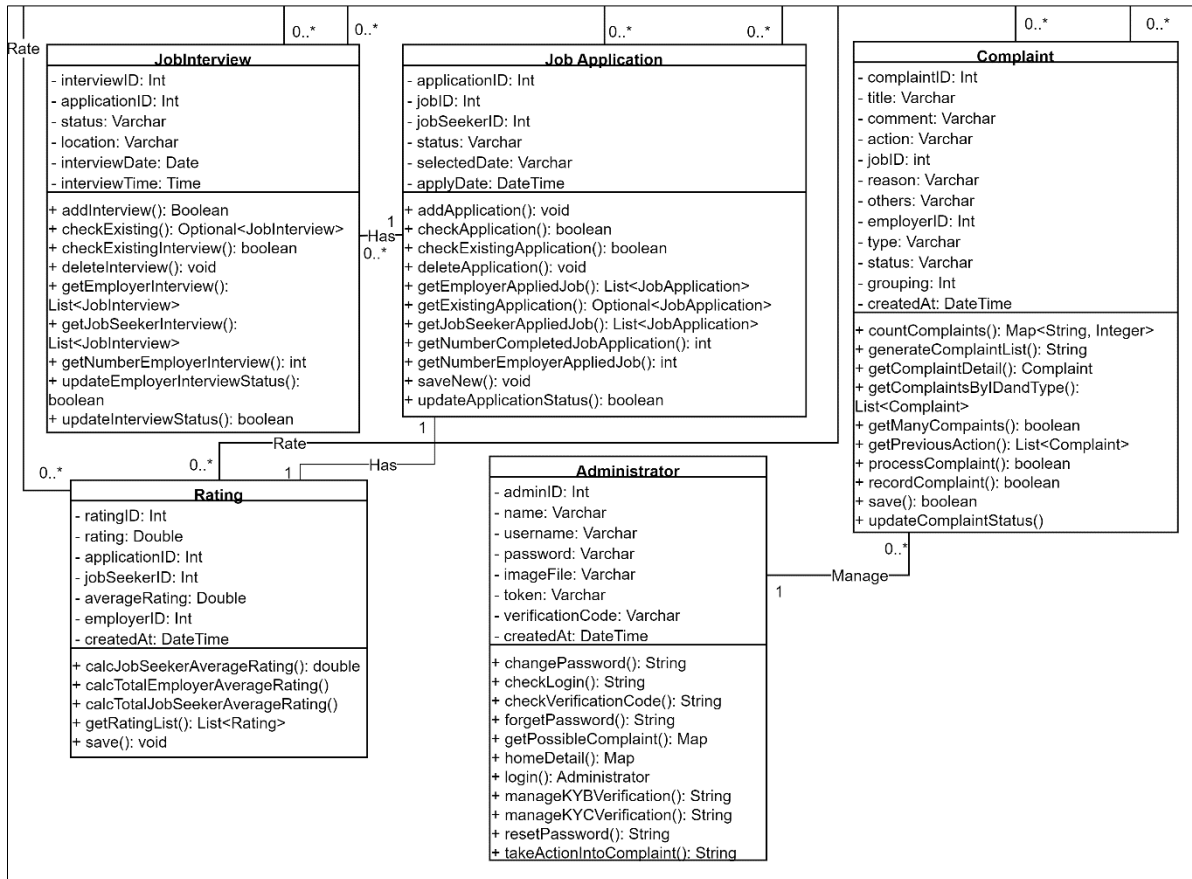 0..*
0..*
0..*
0..*
0..*
0..*
Rate
JobInterview
- interviewID: Int
- applicationID: Int
- status: Varchar
- location: Varchar
- interviewDate: Date
- interviewTime: Time
+ addInterview(): Boolean
+ checkExisting(): Optional<JobInterview>
+ checkExistingInterview(): boolean
+ deleteInterview(): void
+ getEmployerInterview():
List<JobInterview>
+ getJobSeekerInterview():
List<JobInterview>
+ getNumberEmployerInterview(): int
+ updateEmployerInterviewStatus():
boolean
+ updateInterviewStatus(): boolean
1
Has
0..*
Job Application
- applicationID: Int
- jobID: Int
- jobSeekerID: Int
- status: Varchar
- selectedDate: Varchar
- applyDate: DateTime
+ addApplication(): void
+ checkApplication(): boolean
+ checkExistingApplication(): boolean
+ deleteApplication(): void
+ getEmployerAppliedJob(): List<JobApplication>
+ getExistingApplication(): Optional<JobApplication>
+ getJobSeekerAppliedJob(): List<JobApplication>
+ getNumberCompletedJobApplication(): int
+ getNumberEmployerAppliedJob(): int
+ saveNew(): void
+ updateApplicationStatus(): boolean
Complaint
- complaintID: Int
- title: Varchar
- comment: Varchar
- action: Varchar
- jobID: int
- reason: Varchar
- others: Varchar
- employerID: Int
- type: Varchar
- status: Varchar
- grouping: Int
- createdAt: DateTime
+ countComplaints(): Map<String, Integer>
+ generateComplaintList(): String
+ getComplaintDetail(): Complaint
+ getComplaintsByIDandType():
List<Complaint>
+ getManyCompaints(): boolean
+ getPreviousAction(): List<Complaint>
+ processComplaint(): boolean
+ recordComplaint(): boolean
+ save(): boolean
+ updateComplaintStatus()
1
Rate
0..*
0..*
1
Has
Rating
- ratingID: Int
- rating: Double
- applicationID: Int
- jobSeekerID: Int
- averageRating: Double
- employerID: Int
- createdAt: DateTime
+ calcJobSeekerAverageRating(): double
+ calcTotalEmployerAverageRating()
+ calcTotalJobSeekerAverageRating()
+ getRatingList(): List<Rating>
+ save(): void
Administrator
- adminID: Int
- name: Varchar
- username: Varchar
- password: Varchar
- imageFile: Varchar
- token: Varchar
- verificationCode: Varchar
- createdAt: DateTime
+ changePassword(): String
+ checkLogin(): String
+ checkVerificationCode(): String
+ forgetPassword(): String
+ getPossibleComplaint(): Map
+ homeDetail(): Map
+ login(): Administrator
+ manageKYBVerification(): String
+ manageKYCVerification(): String
+ resetPassword(): String
+ takeActionIntoComplaint(): String
0..*
Manage
1